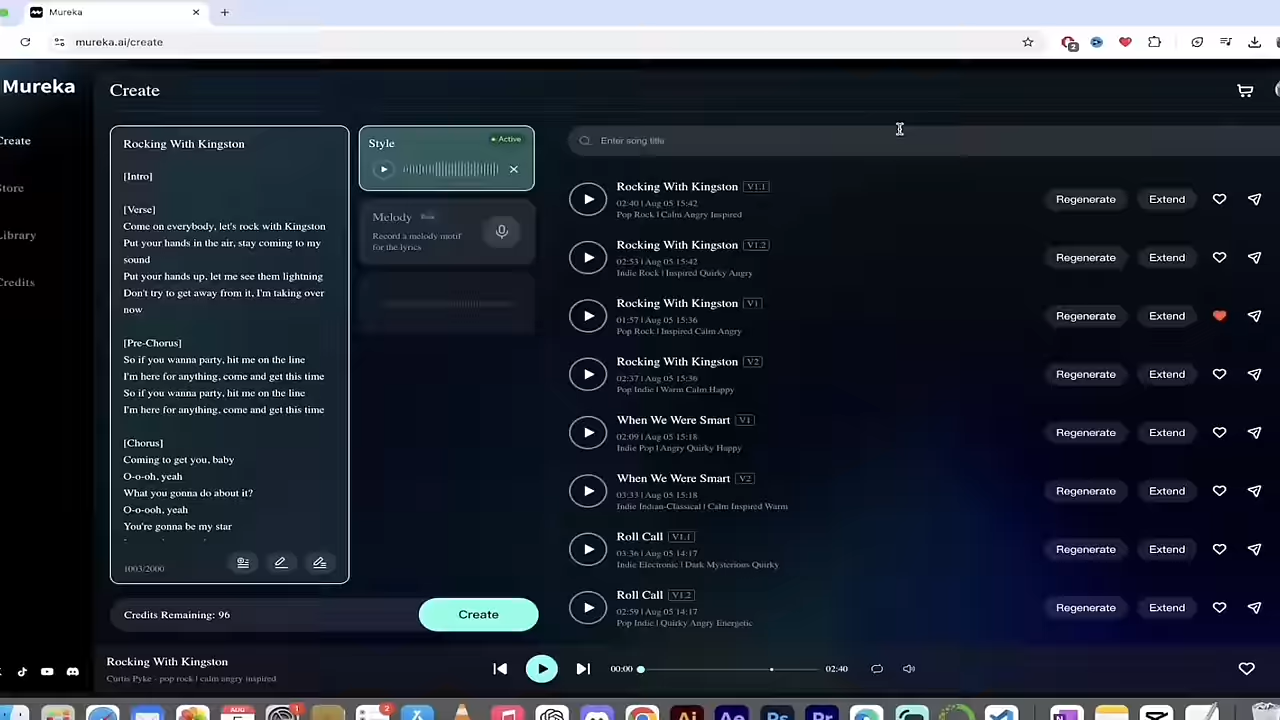 Mureka
mureka.ai/create
2
Mureka
Create
Create
Store
Library
Credits
Rocking With Kingston
[Intro]
[Verse]
Come on everybody, let's rock with Kingston
Put your hands in the air, stay coming to my
sound
Put your hands up, let me see them lightning
Don't try to get away from it, I'm taking over
now
[Pre-Chorus]
So if you wanna party, hit me on the line
I'm here for anything, come and get this time
So if you wanna party, hit me on the line
I'm here for anything, come and get this time
[Chorus]
Coming to get you, baby
O-o-oh, yeah
What you gonna do about it?
O-o-ooh, yeah
You're gonna be my star
1003/2000
Credits Remaining: 96
Create
Style
Active
Melody
Record a melody motif
for the lyrics
Enter song title
Rocking With Kingston V1.1
02:40 | Aug 05 15:42
Pop Rock | Calm Angry Inspired
Regenerate Extend
Rocking With Kingston V1.2
02:53 | Aug 05 15:42
Indie Rock | Inspired Quirky Angry
Regenerate Extend
Rocking With Kingston V1
01:57 | Aug 05 15:36
Pop Rock | Inspired Calm Angry
Regenerate Extend
Rocking With Kingston V2
02:37 | Aug 05 15:36
Pop Indie | Warm Calm Happy
Regenerate Extend
When We Were Smart V1
02:09 | Aug 05 15:18
Indie Pop | Angry Quirky Happy
Regenerate Extend
When We Were Smart V2
03:33 | Aug 05 15:18
Indie Indian-Classical | Calm Inspired Warm
Regenerate Extend
Roll Call V1.1
03:36 | Aug 05 14:17
Indie Electronic | Dark Mysterious Quirky
Regenerate Extend
Roll Call V1.2
02:59 | Aug 05 14:17
Pop Indie | Quirky Angry Energetic
Regenerate Extend
Rocking With Kingston
Curtis Pyke - pop rock | calm angry inspired
00:00
02:40
AUG
1
2
Ai
Ae
Ps
Pr